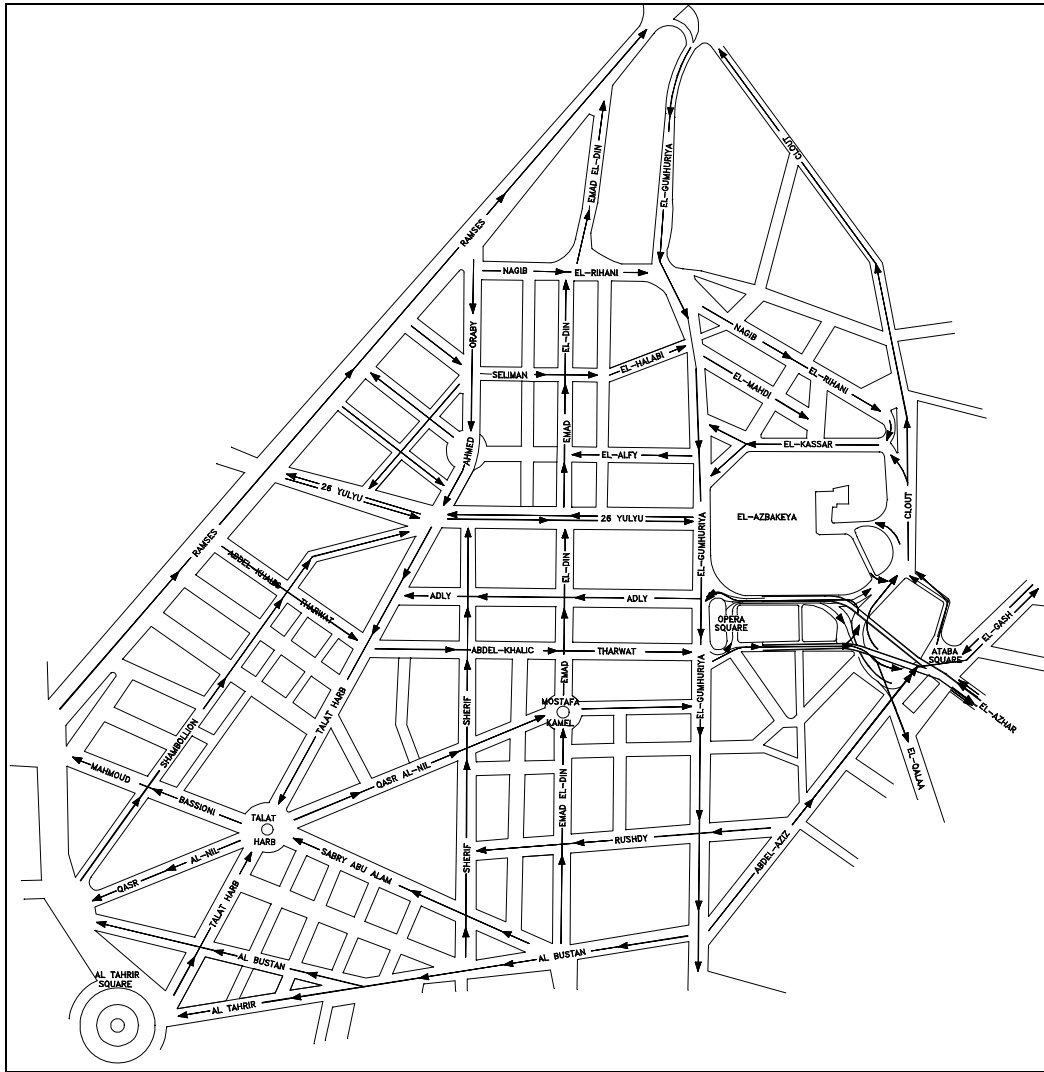 CLOUT
EL-GUMHURIYA
EMAD EL-DIN
RAMSES
NAGIB
EL-RIHANI
ORABY
EL-DIN
NAGIB
EL-RIHANI
EL-HALABI
SELIMAN
EL-MAHDI
EMAD
AHMED
EL-KASSAR
EL-ALFY
26 YULYU
CLOUT
26 YULYU
EL-AZBAKEYA
EL-GUMHURIYA
RAMSES
ABDEL-KHALIC
THARWAT
EL-DIN
ADLY
ADLY
OPERA
SQUARE
EL-GASH
ATABA
SQUARE
ABDEL-KHALIC
THARWAT
EMAD
EL-GUMHURIYA
TALAT HARB
SHERIF
MOSTAFA
KAMEL
EL-AZHAR
SHAMBOLLION
EL-QALAA
MAHMOUD
BASSIONI
QASR AL-NIL
EMAD EL-DIN
TALAT
HARB
RUSHDY
ABDEL-AZIZ
SHERIF
SABRY ABU ALAM
AL-NIL
QASR
TALAT HARB
AL BUSTAN
AL BUSTAN
AL TAHRIR
SQUARE
AL TAHRIR